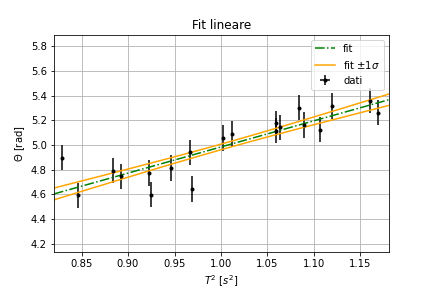 Fit lineare
5.8
5.6
5.4
5.2
5.0
4.8
4.6
4.4
4.2
Θ [rad]
fit
fit ±1σ
dati
0.85 0.90 0.95 1.00 1.05 1.10 1.15
T² [s²]